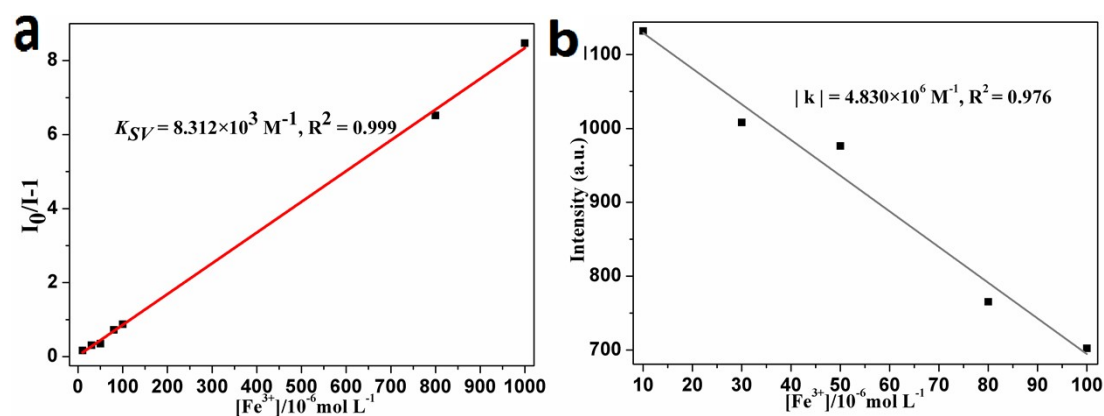 a
I₀/I-1
8
6
4
2
0
K_SV = 8.312×10³ M⁻¹, R² = 0.999
0 100 200 300 400 500 600 700 800 900 1000
[Fe³⁺]/10⁻⁶mol L⁻¹
b
Intensity (a.u.)
1100
1000
900
800
700
| k | = 4.830×10⁶ M⁻¹, R² = 0.976
10 20 30 40 50 60 70 80 90 100
[Fe³⁺]/10⁻⁶mol L⁻¹